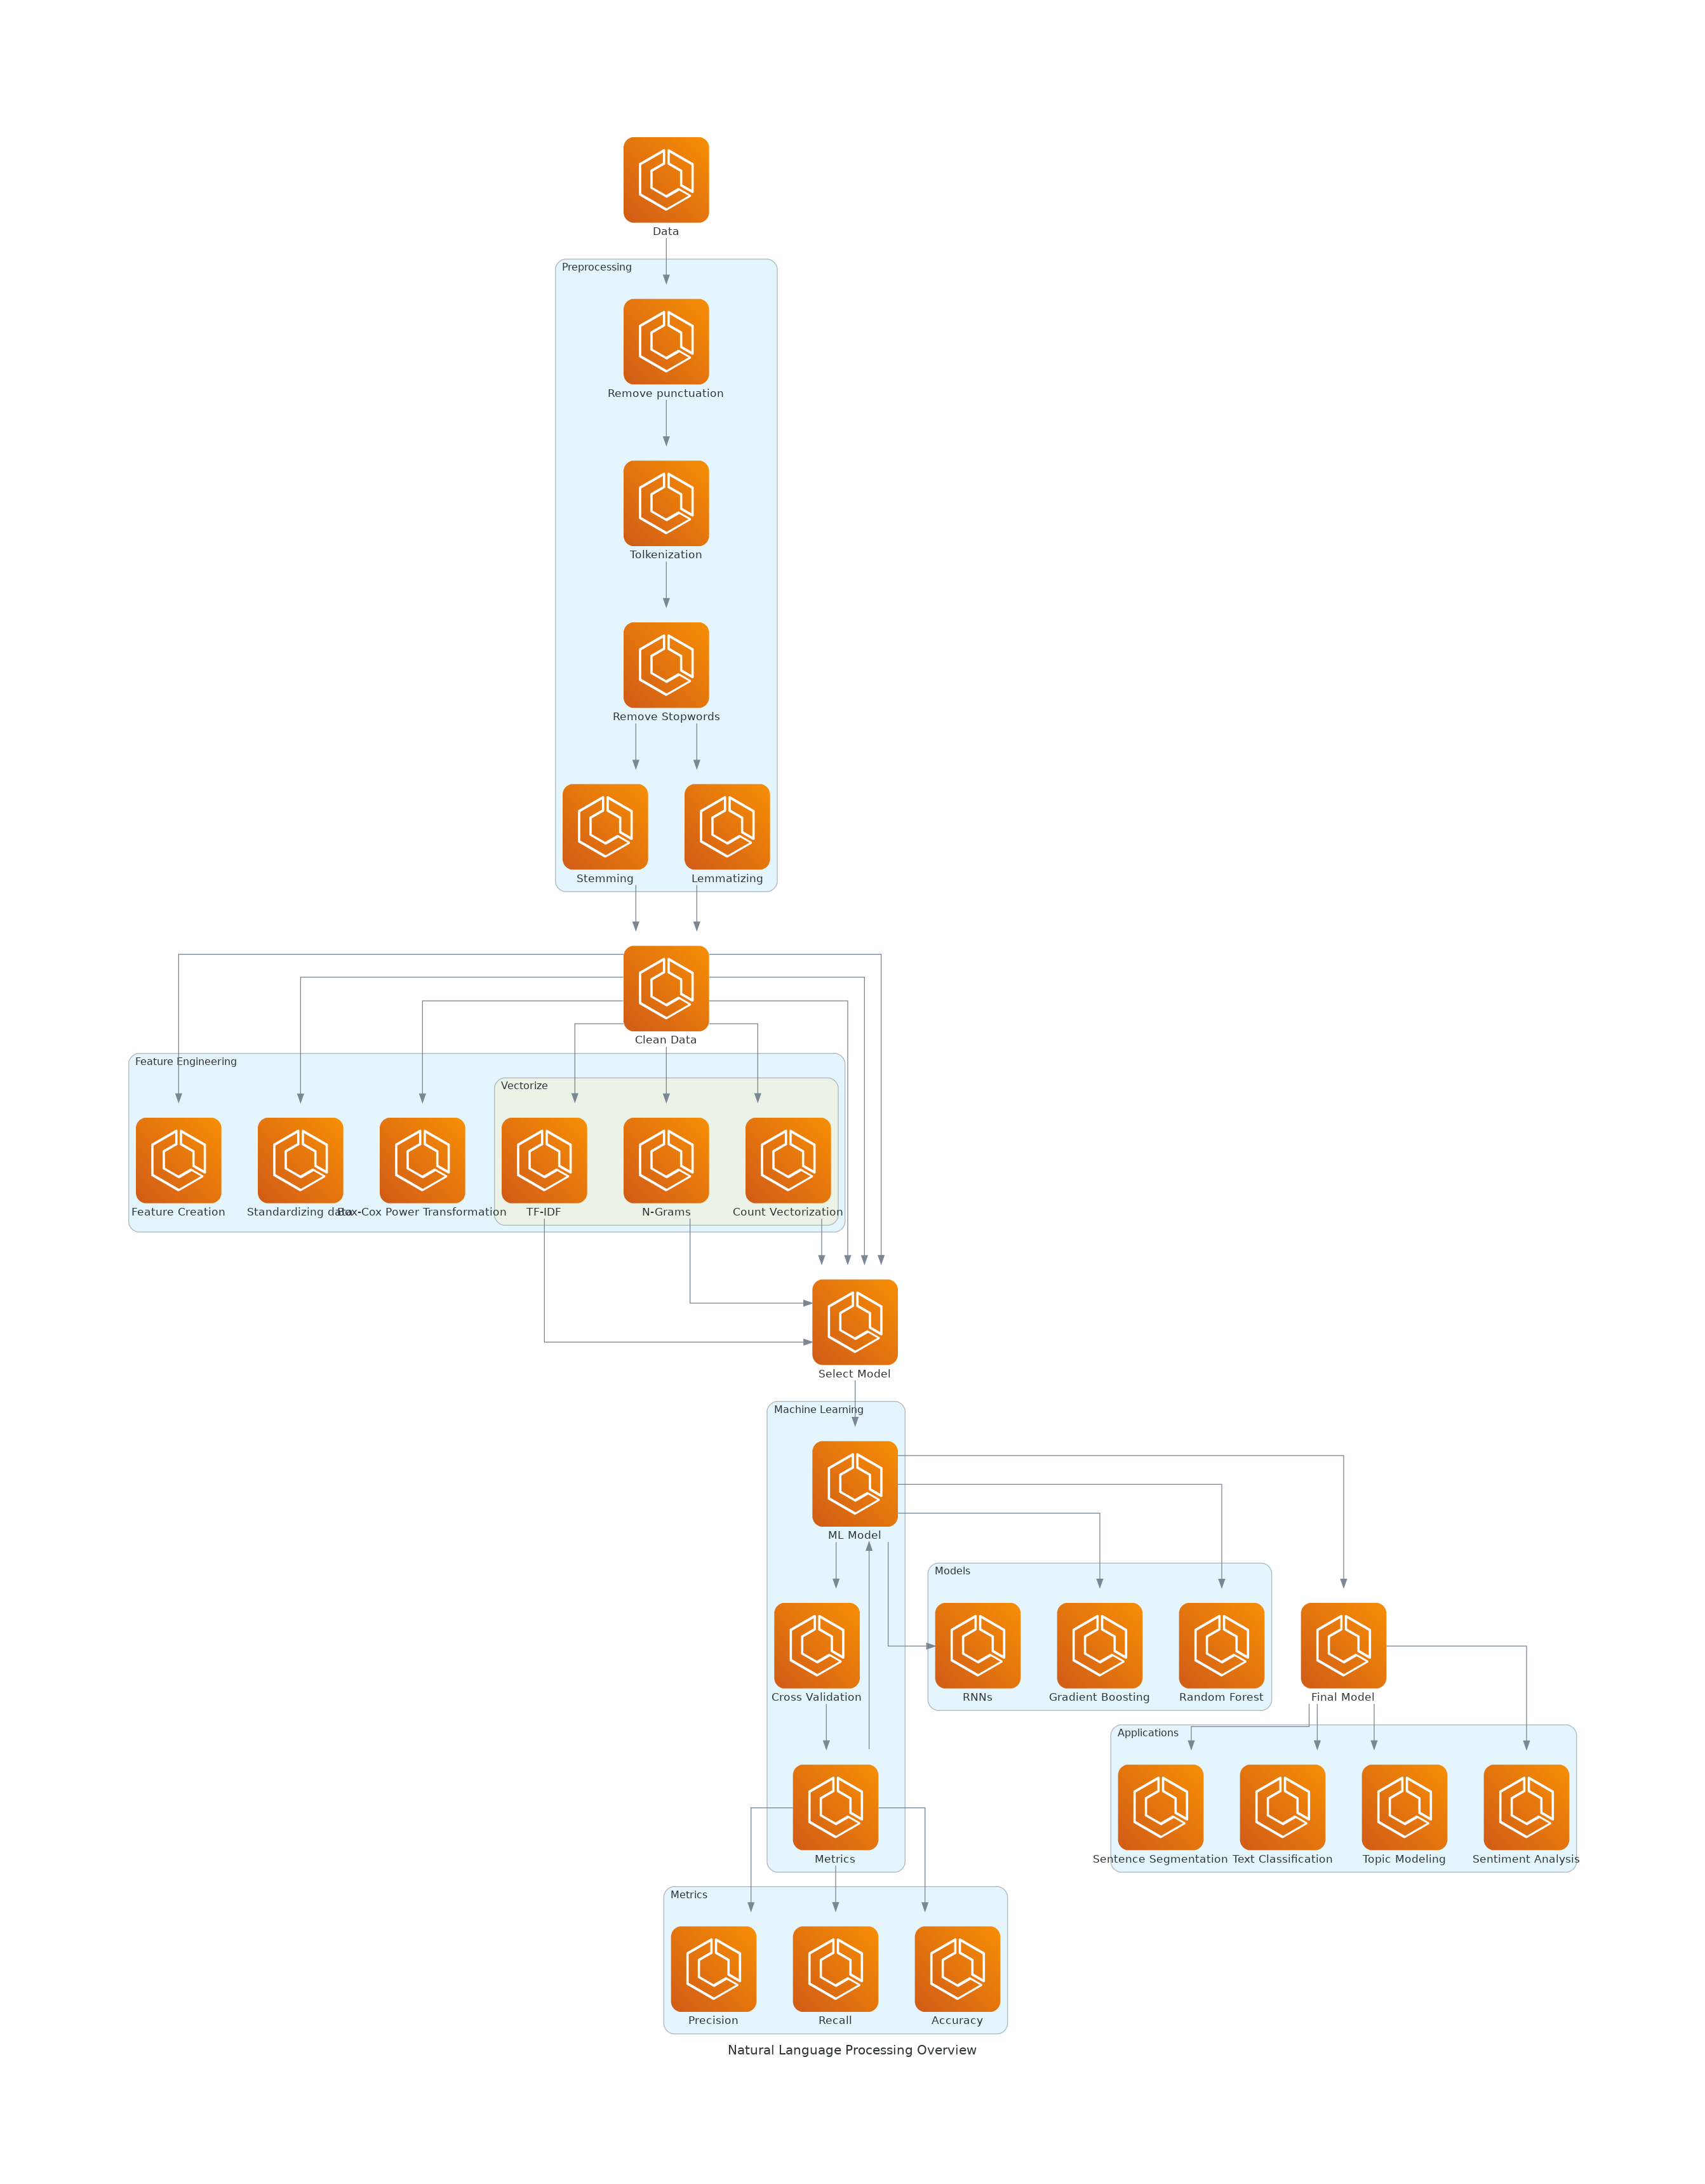 Data
Preprocessing
Remove punctuation
Tolkenization
Remove Stopwords
Stemming
Lemmatizing
Clean Data
Feature Engineering
Vectorize
Feature Creation
Standardizing data
Box-Cox Power Transformation
TF-IDF
N-Grams
Count Vectorization
Select Model
Machine Learning
ML Model
Models
Cross Validation
RNNs
Gradient Boosting
Random Forest
Final Model
Applications
Metrics
Sentence Segmentation
Text Classification
Topic Modeling
Sentiment Analysis
Metrics
Precision
Recall
Accuracy
Natural Language Processing Overview